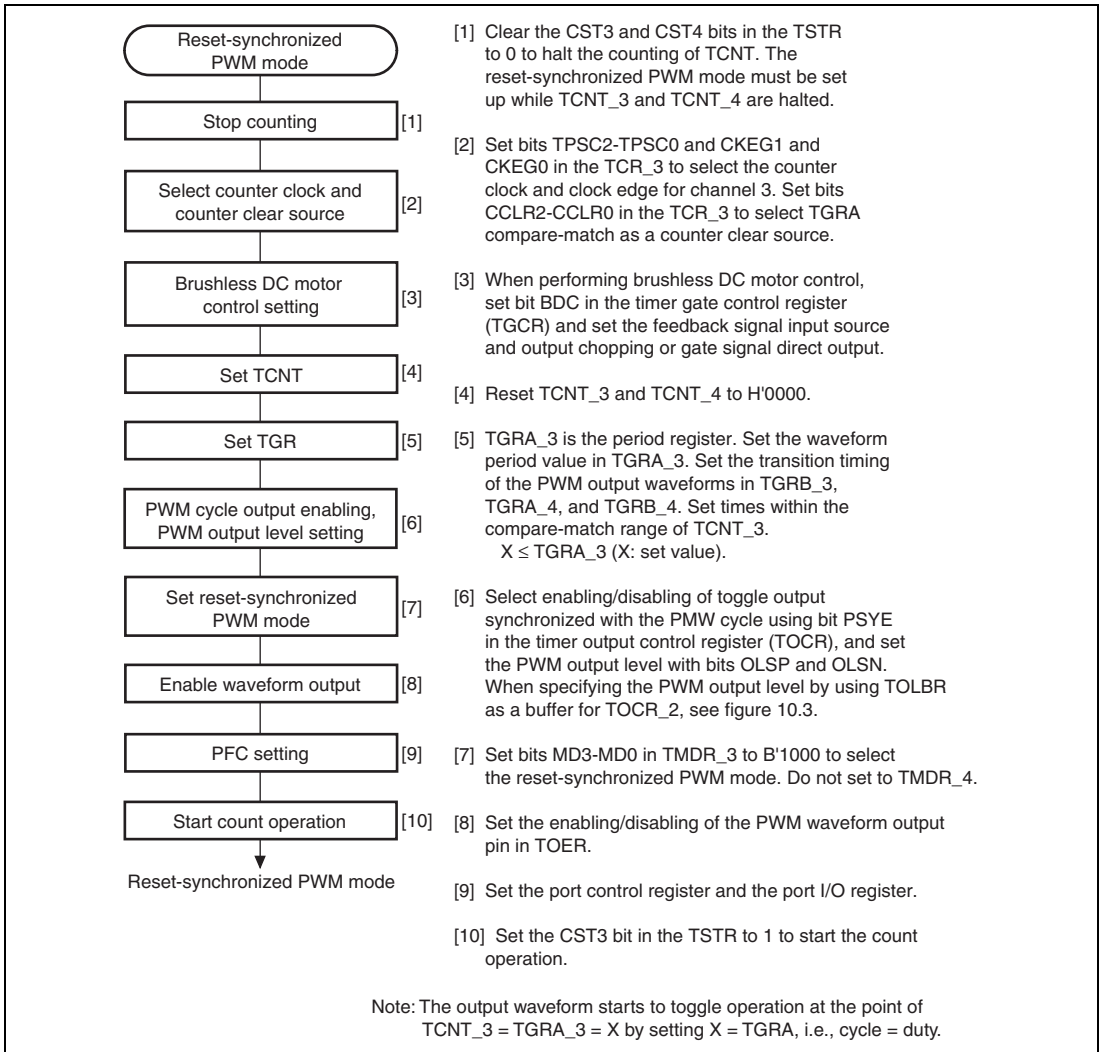 Reset-synchronized
PWM mode
Stop counting
[1]
Select counter clock and
counter clear source
[2]
Brushless DC motor
control setting
[3]
Set TCNT
[4]
Set TGR
[5]
PWM cycle output enabling,
PWM output level setting
[6]
Set reset-synchronized
PWM mode
[7]
Enable waveform output
[8]
PFC setting
[9]
Start count operation
[10]
Reset-synchronized PWM mode
[1] Clear the CST3 and CST4 bits in the TSTR
to 0 to halt the counting of TCNT. The
reset-synchronized PWM mode must be set
up while TCNT_3 and TCNT_4 are halted.
[2] Set bits TPSC2-TPSC0 and CKEG1 and
CKEG0 in the TCR_3 to select the counter
clock and clock edge for channel 3. Set bits
CCLR2-CCLR0 in the TCR_3 to select TGRA
compare-match as a counter clear source.
[3] When performing brushless DC motor control,
set bit BDC in the timer gate control register
(TGCR) and set the feedback signal input source
and output chopping or gate signal direct output.
[4] Reset TCNT_3 and TCNT_4 to H'0000.
[5] TGRA_3 is the period register. Set the waveform
period value in TGRA_3. Set the transition timing
of the PWM output waveforms in TGRB_3,
TGRA_4, and TGRB_4. Set times within the
compare-match range of TCNT_3.
X ≤ TGRA_3 (X: set value).
[6] Select enabling/disabling of toggle output
synchronized with the PMW cycle using bit PSYE
in the timer output control register (TOCR), and set
the PWM output level with bits OLSP and OLSN.
When specifying the PWM output level by using TOLBR
as a buffer for TOCR_2, see figure 10.3.
[7] Set bits MD3-MD0 in TMDR_3 to B'1000 to select
the reset-synchronized PWM mode. Do not set to TMDR_4.
[8] Set the enabling/disabling of the PWM waveform output
pin in TOER.
[9] Set the port control register and the port I/O register.
[10] Set the CST3 bit in the TSTR to 1 to start the count
operation.
Note: The output waveform starts to toggle operation at the point of
TCNT_3 = TGRA_3 = X by setting X = TGRA, i.e., cycle = duty.